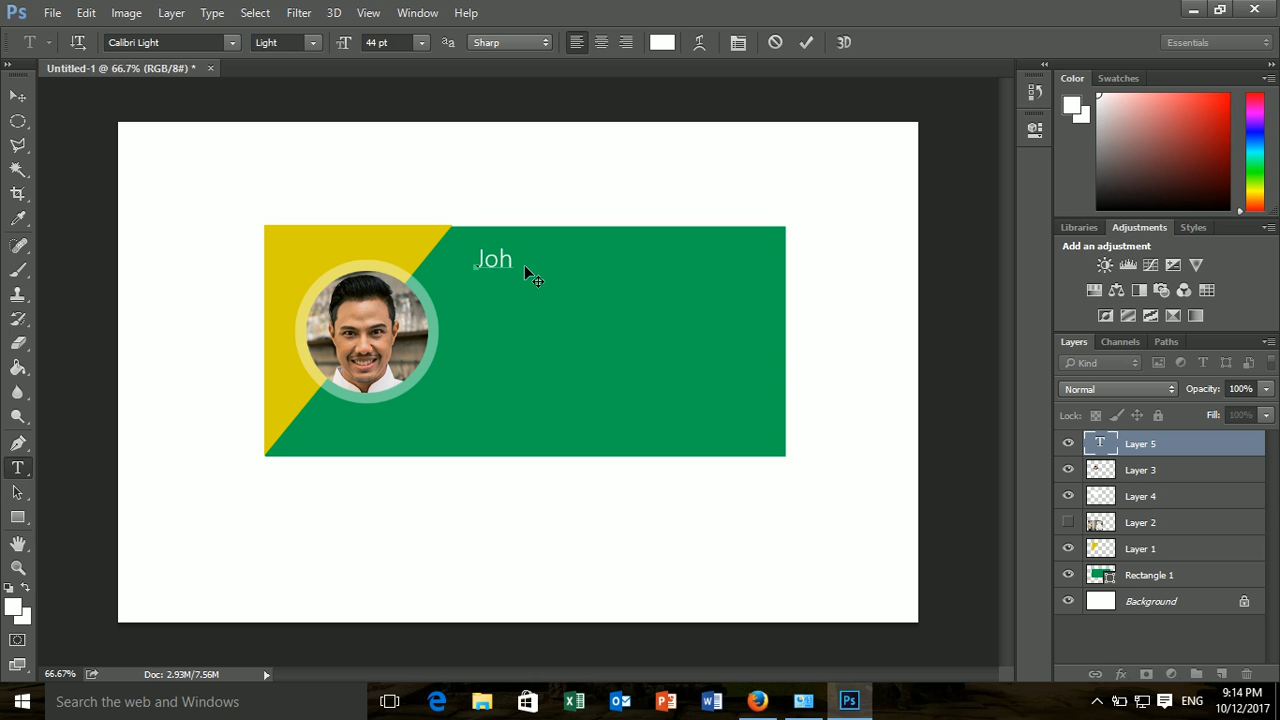 Ps File Edit Image Layer Type Select Filter 3D View Window Help
T Calibri Light Light 44 pt aa Sharp 3D Essentials
Untitled-1 @ 66.7% (RGB/8#) * ×
Color Swatches
Libraries Adjustments Styles
Add an adjustment
Joh
Layers Channels Paths
Kind
Normal Opacity: 100%
Lock: Fill: 100%
T Layer 5
Layer 3
Layer 4
Layer 2
Layer 1
Rectangle 1
Background
66.67% Doc: 2.93M/7.56M
Search the web and Windows
ENG
9:14 PM
10/12/2017